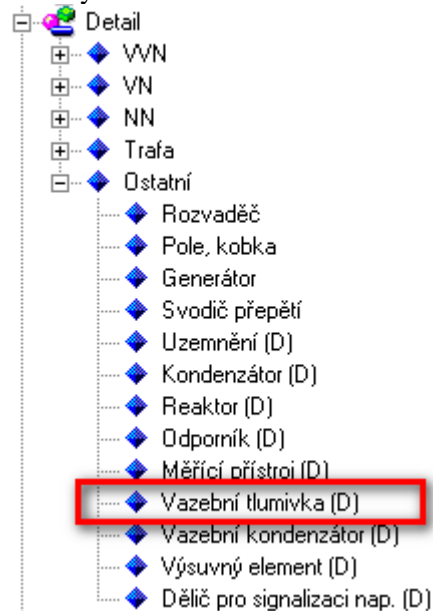 Detail
VVN
VN
NN
Trafa
Ostatní
Rozvaděč
Pole, kobka
Generátor
Svodič přepětí
Uzemnění (D)
Kondenzátor (D)
Reaktor (D)
Odporník (D)
Měřící přístroj (D)
Vazební tlumivka (D)
Vazební kondenzátor (D)
Výsuvný element (D)
Dělič pro signalizaci nap. (D)